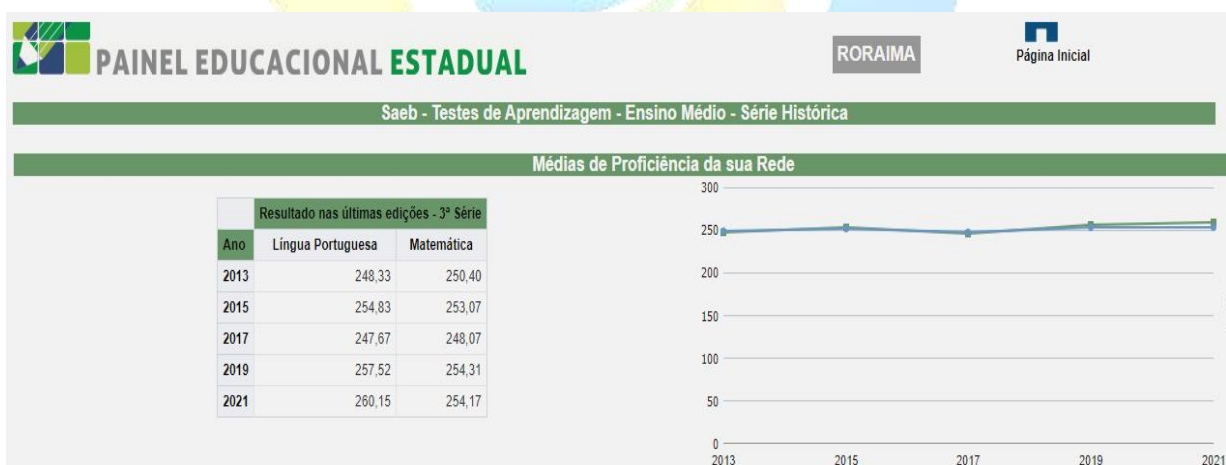 PAINEL EDUCACIONAL ESTADUAL
RORAIMA
Página Inicial
Saeb - Testes de Aprendizagem - Ensino Médio - Série Histórica
Médias de Proficiência da sua Rede
Resultado nas últimas edições - 3ª Série
Ano Língua Portuguesa Matemática
2013 248,33 250,40
2015 254,83 253,07
2017 247,67 248,07
2019 257,52 254,31
2021 260,15 254,17
300
250
200
150
100
50
0
2013 2015 2017 2019 2021